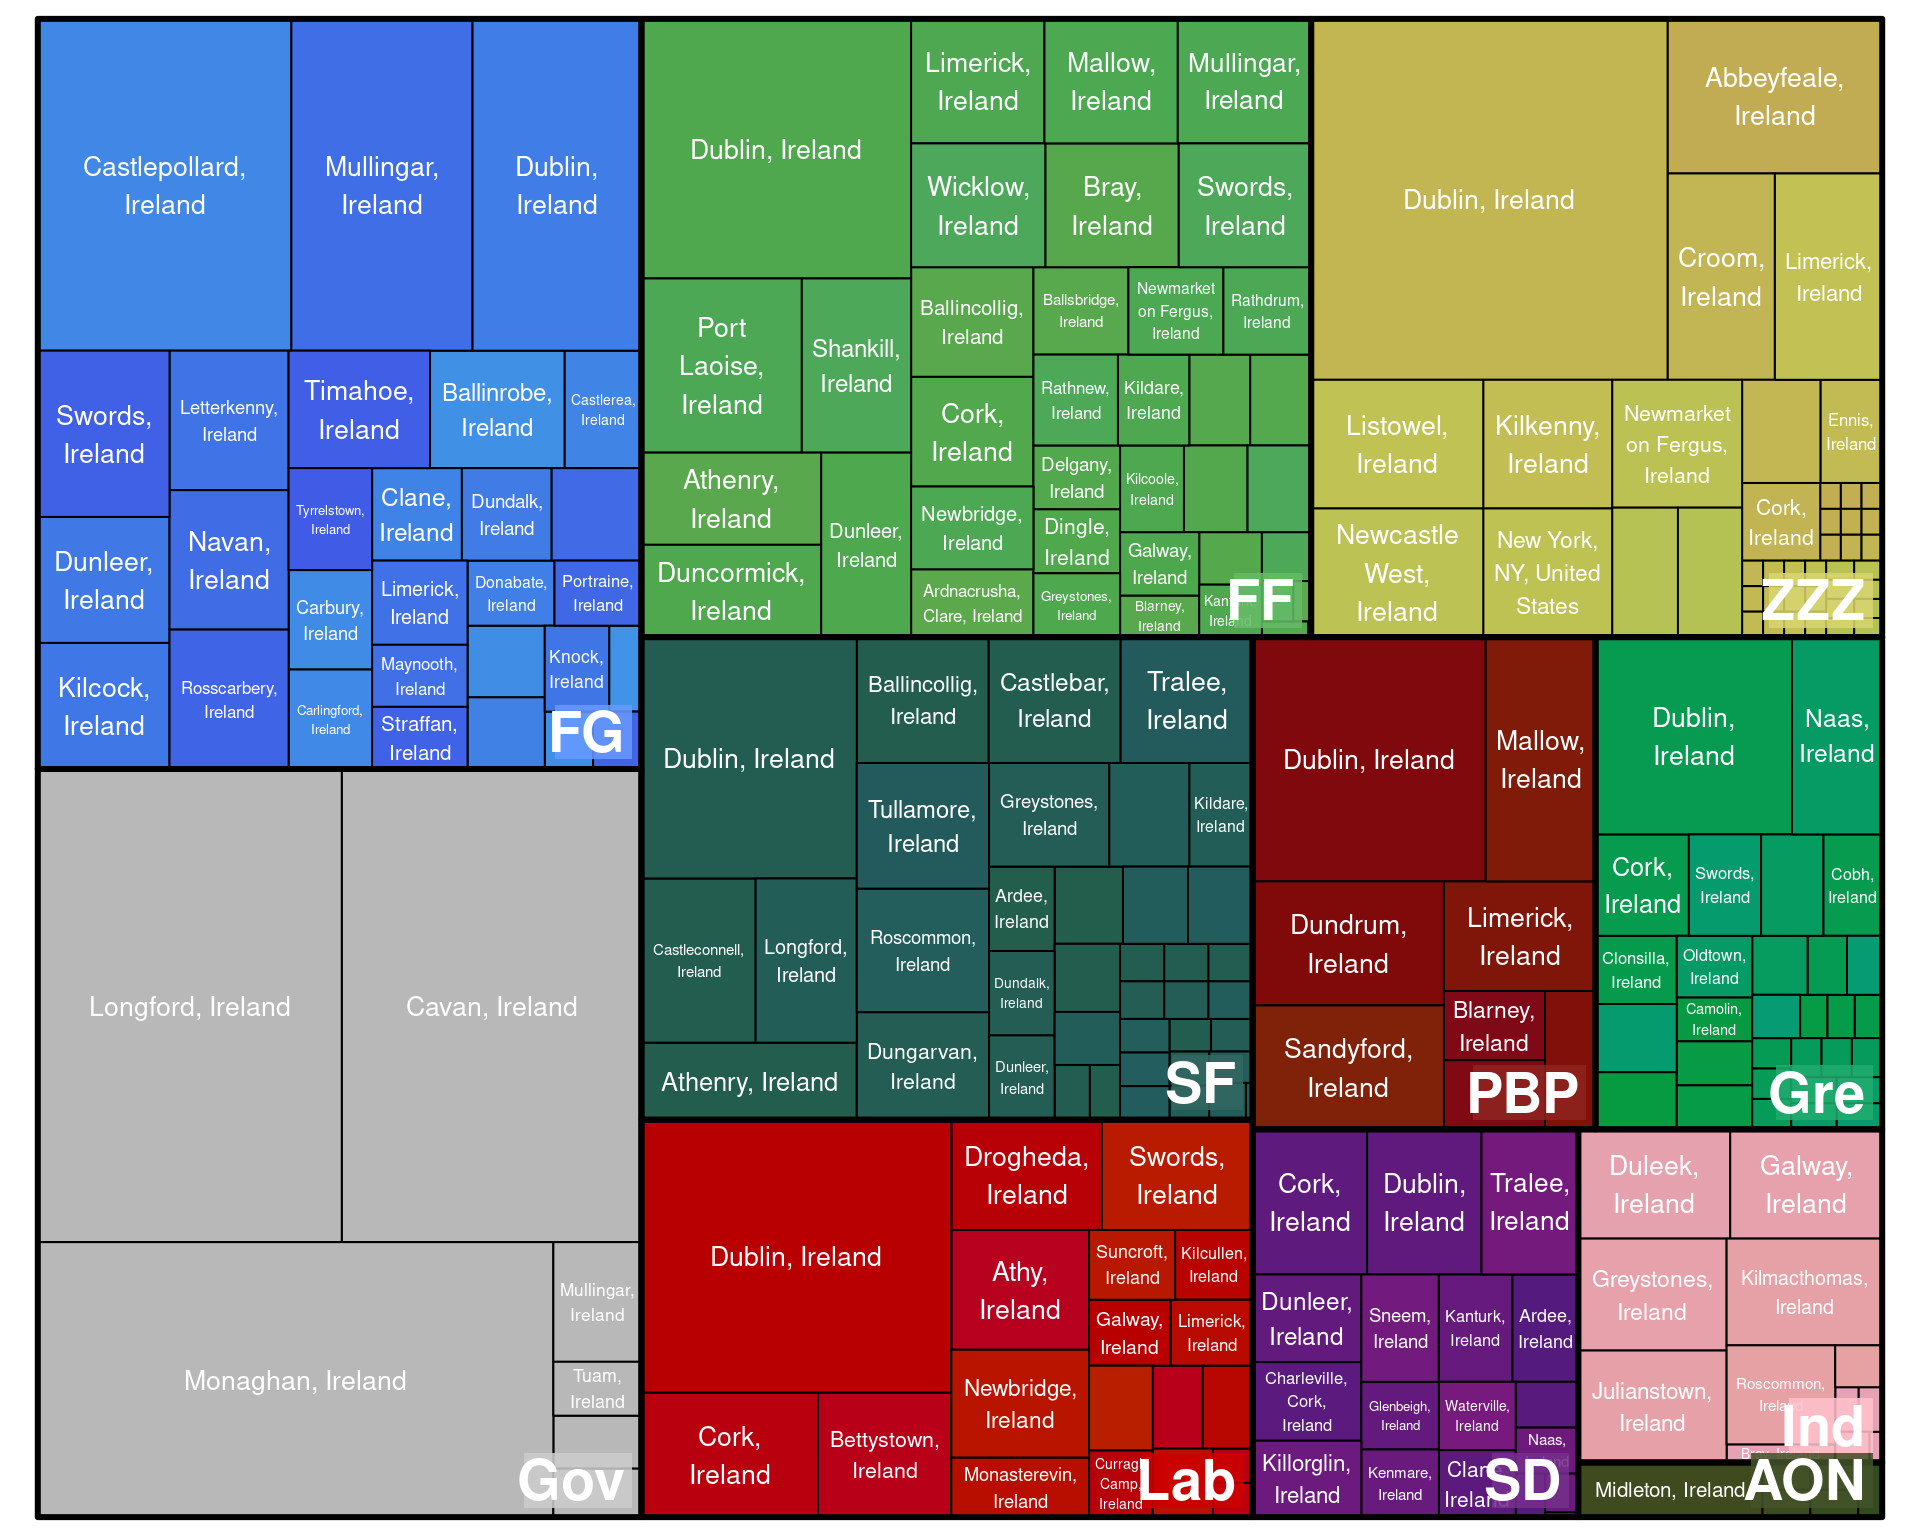 Castlepollard,
Ireland
Mullingar,
Ireland
Dublin,
Ireland
Swords,
Ireland
Letterkenny,
Ireland
Timahoe,
Ireland
Ballinrobe,
Ireland
Castlerea,
Ireland
Dunleer,
Ireland
Navan,
Ireland
Tyrrelstown,
Ireland
Clane,
Ireland
Dundalk,
Ireland
Carbury,
Ireland
Limerick,
Ireland
Donabate,
Ireland
Portraine,
Ireland
Kilcock,
Ireland
Rosscarbery,
Ireland
Carlingford,
Ireland
Maynooth,
Ireland
Straffan,
Ireland
Knock,
Ireland
FG
Dublin, Ireland
Limerick,
Ireland
Mallow,
Ireland
Mullingar,
Ireland
Wicklow,
Ireland
Bray,
Ireland
Swords,
Ireland
Port
Laoise,
Ireland
Shankill,
Ireland
Ballincollig,
Ireland
Ballsbridge,
Ireland
Newmarket
on Fergus,
Ireland
Rathdrum,
Ireland
Cork,
Ireland
Rathnew,
Ireland
Kildare,
Ireland
Athenry,
Ireland
Dunleer,
Ireland
Delgany,
Ireland
Kilcoole,
Ireland
Newbridge,
Ireland
Dingle,
Ireland
Galway,
Ireland
Duncormick,
Ireland
Ardnacrusha,
Clare, Ireland
Greystones,
Ireland
Blarney,
Ireland
Ireland
FF
Dublin, Ireland
Abbeyfeale,
Ireland
Croom,
Ireland
Limerick,
Ireland
Listowel,
Ireland
Kilkenny,
Ireland
Newmarket
on Fergus,
Ireland
Ennis,
Ireland
Cork,
Ireland
Newcastle
West,
Ireland
New York,
NY, United
States
ZZZ
Longford, Ireland
Cavan, Ireland
Monaghan, Ireland
Mullingar,
Ireland
Tuam,
Ireland
Gov
Dublin, Ireland
Ballincollig,
Ireland
Castlebar,
Ireland
Tralee,
Ireland
Tullamore,
Ireland
Greystones,
Ireland
Kildare,
Ireland
Castleconnell,
Ireland
Longford,
Ireland
Roscommon,
Ireland
Ardee,
Ireland
Dundalk,
Ireland
Athenry, Ireland
Dungarvan,
Ireland
Dunleer,
Ireland
SF
Dublin, Ireland
Mallow,
Ireland
Dundrum,
Ireland
Limerick,
Ireland
Sandyford,
Ireland
Blarney,
Ireland
PBP
Dublin,
Ireland
Naas,
Ireland
Cork,
Ireland
Swords,
Ireland
Cobh,
Ireland
Clonsilla,
Ireland
Oldtown,
Ireland
Camolin,
Ireland
Gre
Dublin, Ireland
Drogheda,
Ireland
Swords,
Ireland
Athy,
Ireland
Suncroft,
Ireland
Kilcullen,
Ireland
Galway,
Ireland
Limerick,
Ireland
Cork,
Ireland
Bettystown,
Ireland
Newbridge,
Ireland
Monasterevin,
Ireland
Curragh
Camp,
Ireland
Lab
Cork,
Ireland
Dublin,
Ireland
Tralee,
Ireland
Dunleer,
Ireland
Sneem,
Ireland
Kanturk,
Ireland
Ardee,
Ireland
Charleville,
Cork,
Ireland
Glenbeigh,
Ireland
Waterville,
Ireland
Naas,
Ireland
Killorglin,
Ireland
Kenmare,
Ireland
Clane,
Ireland
SD
Duleek,
Ireland
Galway,
Ireland
Greystones,
Ireland
Kilmacthomas,
Ireland
Julianstown,
Ireland
Roscommon,
Ireland
Bray, Ireland
Ind
Midleton, Ireland
AON